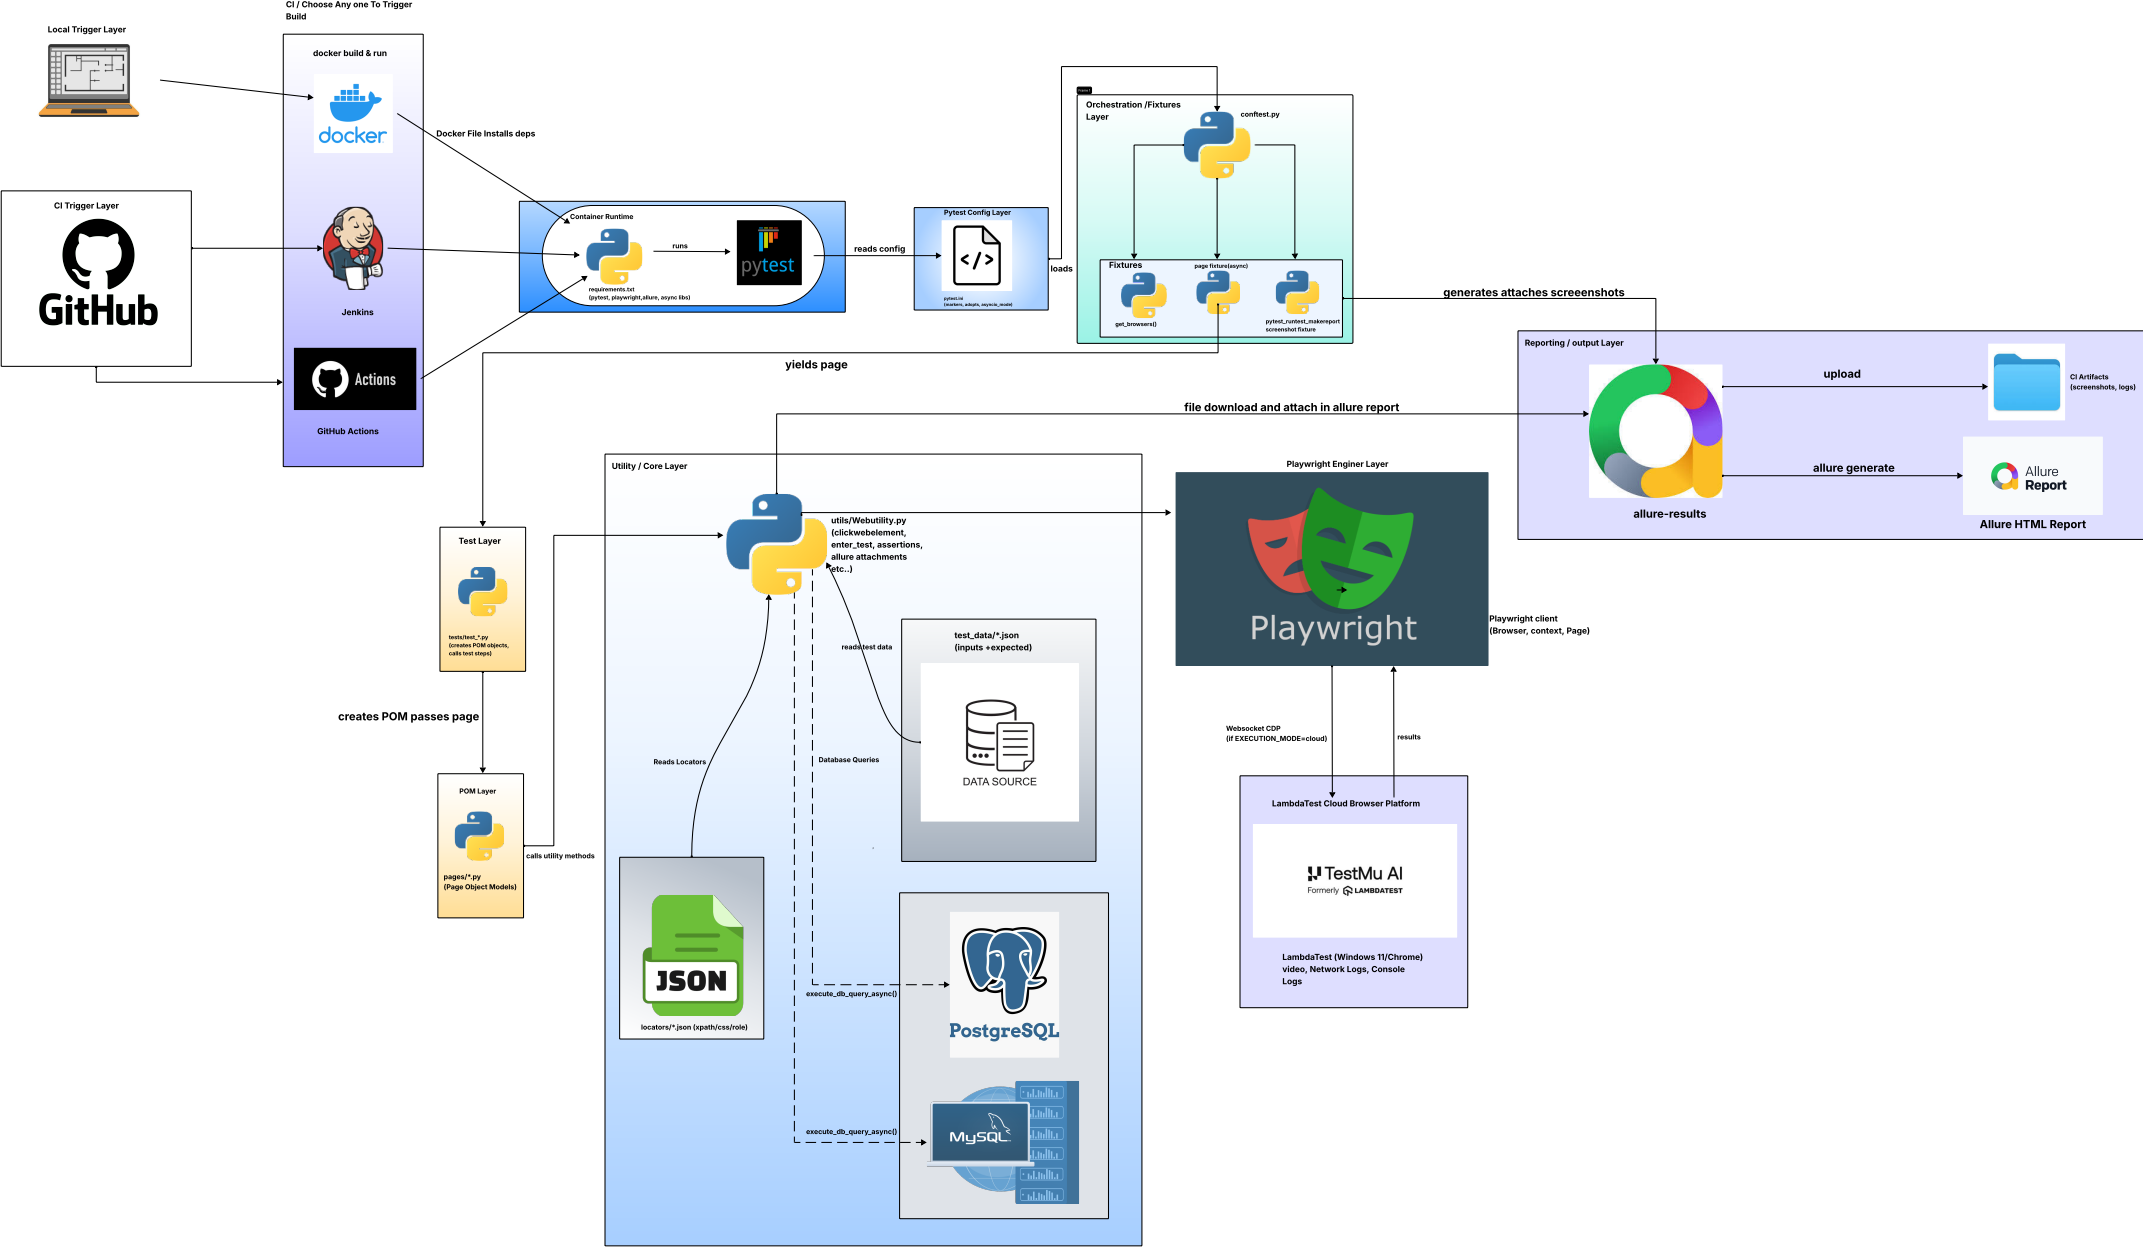 CI / Choose Any one To Trigger
Build
Local Trigger Layer
docker build & run
docker
Docker File Installs deps
CI Trigger Layer
GitHub
Jenkins
Actions
GitHub Actions
Container Runtime
runs
pytest
requirements.txt
(pytest, playwright,allure, async libs)
reads config
Pytest Config Layer
</>
pytest.ini
(markers, adopts, asyncio_mode)
loads
Orchestration /Fixtures
Layer
conftest.py
Fixtures
page fixture(async)
get_browsers()
pytest_runtest_makereport
screenshot fixture
generates attaches screeenshots
yields page
Reporting / output Layer
upload
CI Artifacts
(screenshots, logs)
allure generate
Allure
Report
allure-results
Allure HTML Report
file download and attach in allure report
Utility / Core Layer
utils/Webutility.py
(clickwebelement,
enter_test, assertions,
allure attachments
etc..)
Playwright Enginer Layer
Playwright
Playwright client
(Browser, context, Page)
Test Layer
tests/test_*.py
(creates POM objects,
calls test steps)
creates POM passes page
POM Layer
pages/*.py
(Page Object Models)
calls utility methods
reads test data
test_data/*.json
(inputs +expected)
DATA SOURCE
Reads Locators
Database Queries
JSON
locators/*.json (xpath/css/role)
execute_db_query_async()
PostgreSQL
execute_db_query_async()
MySQL
Websocket CDP
(if EXECUTION_MODE=cloud)
results
LambdaTest Cloud Browser Platform
TestMu AI
Formerly LAMBDATEST
LambdaTest (Windows 11/Chrome)
video, Network Logs, Console
Logs